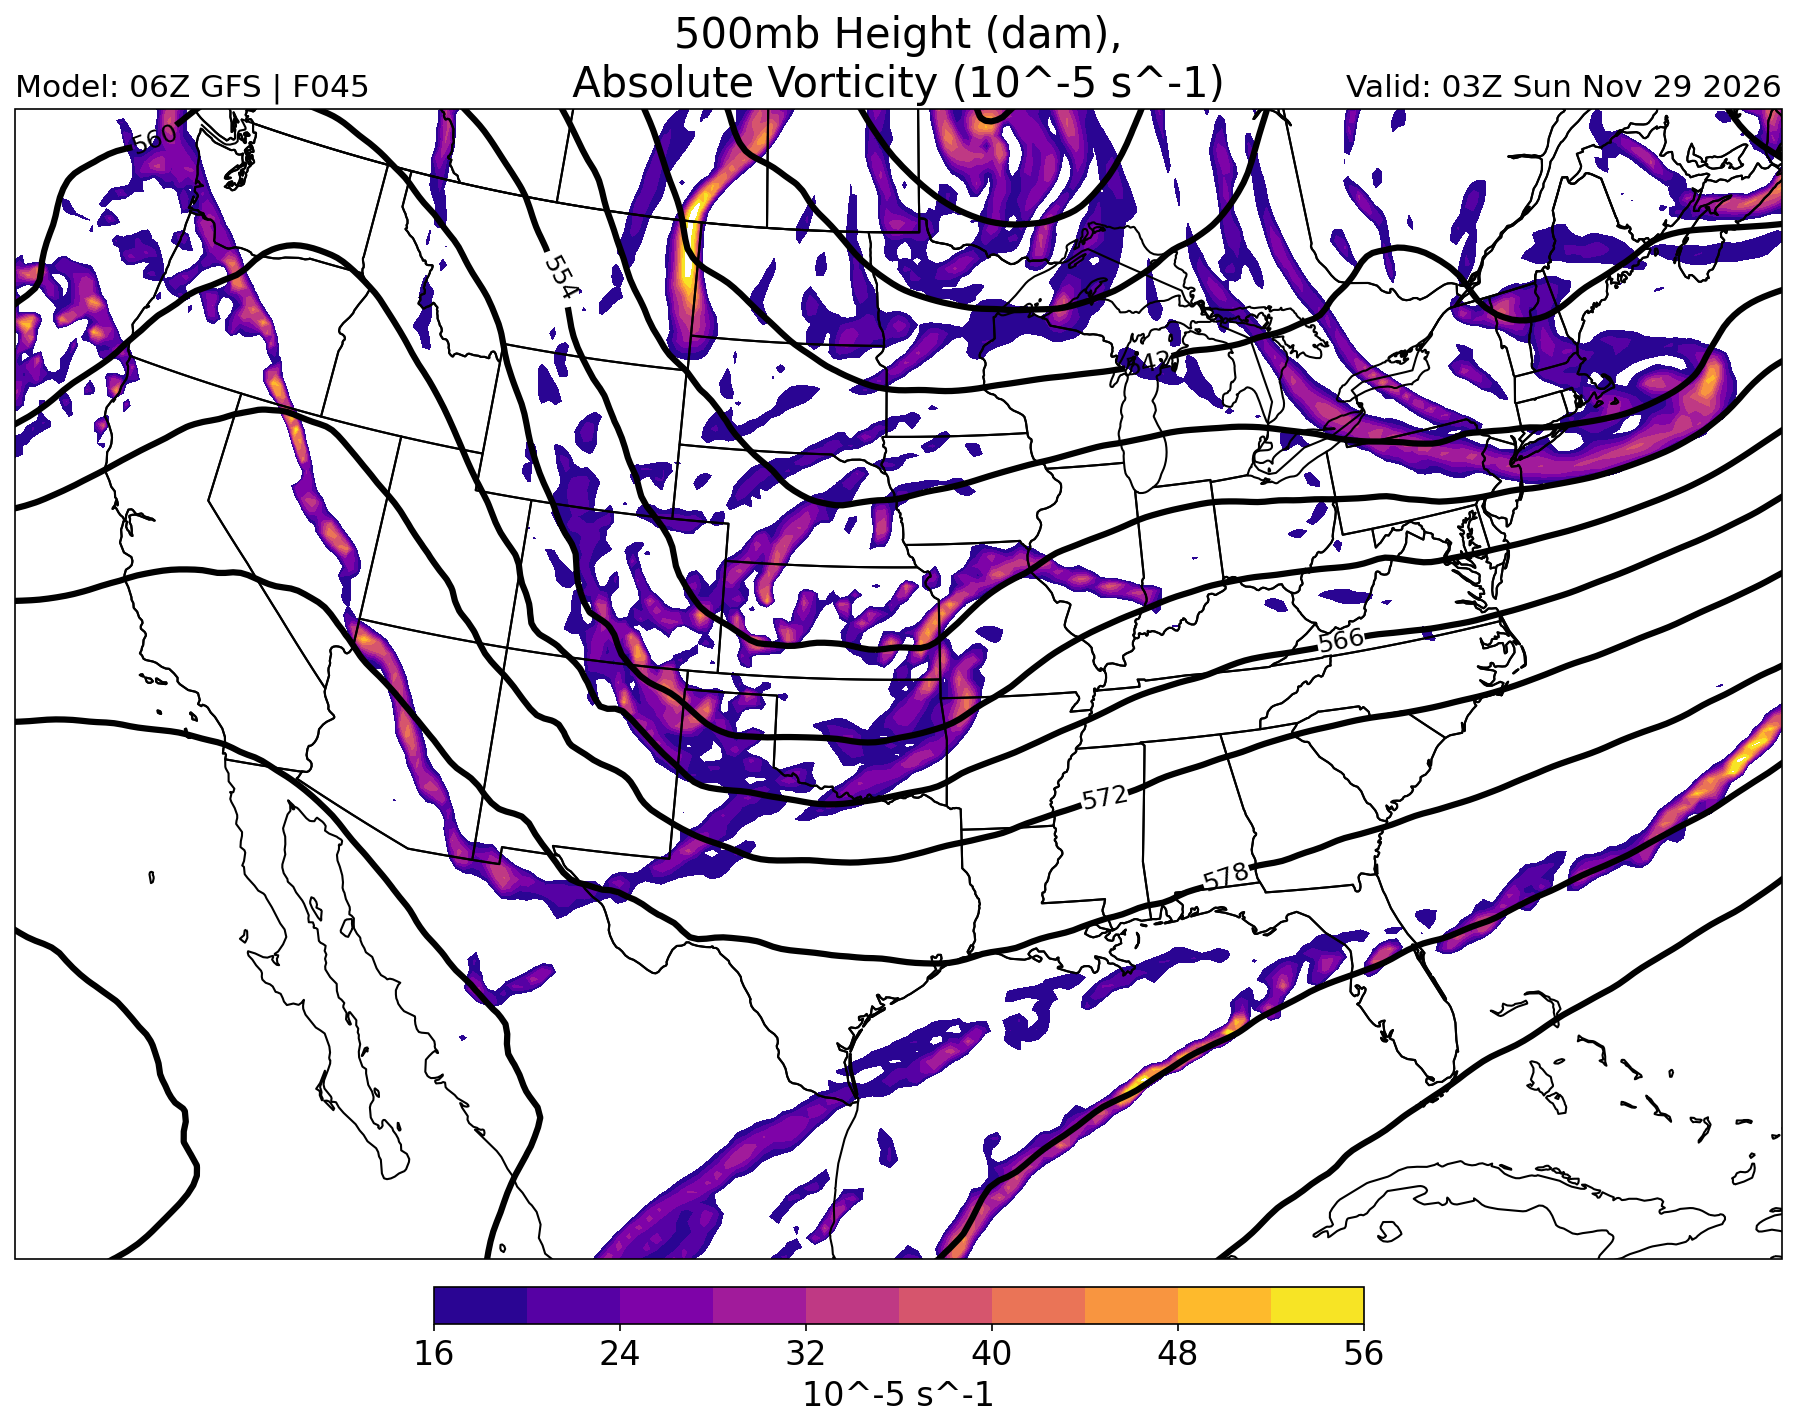 500mb Height (dam),
Model: 06Z GFS | F045
Absolute Vorticity (10^-5 s^-1)
Valid: 03Z Sun Nov 29 2026
560
554
542
566
572
578
16
24
32
40
48
56
10^-5 s^-1